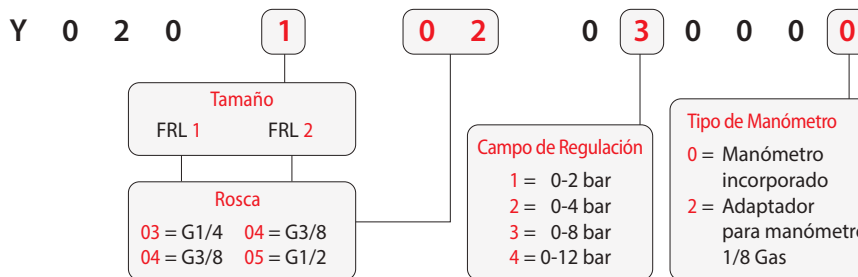 Y 0 2 0 1 0 2 0 3 0 0 0 0
Tamaño
FRL 1 FRL 2
Rosca
03 = G1/4 04 = G3/8
04 = G3/8 05 = G1/2
Campo de Regulación
1 = 0-2 bar
2 = 0-4 bar
3 = 0-8 bar
4 = 0-12 bar
Tipo de Manómetro
0 = Manómetro
incorporado
2 = Adaptador
para manómetro
1/8 Gas